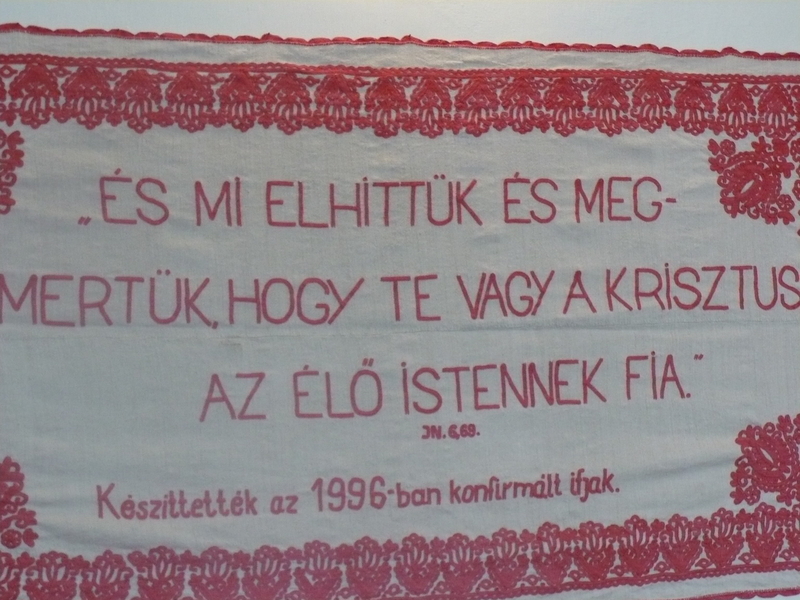 „ÉS MI ELHITTÜK ÉS MEG-
MERTÜK, HOGY TE VAGY A KRISZTUS
AZ ÉLŐ ISTENNEK FIA.”
JN. 6,69.
Készíttették az 1996-ban konfirmált ifjak.